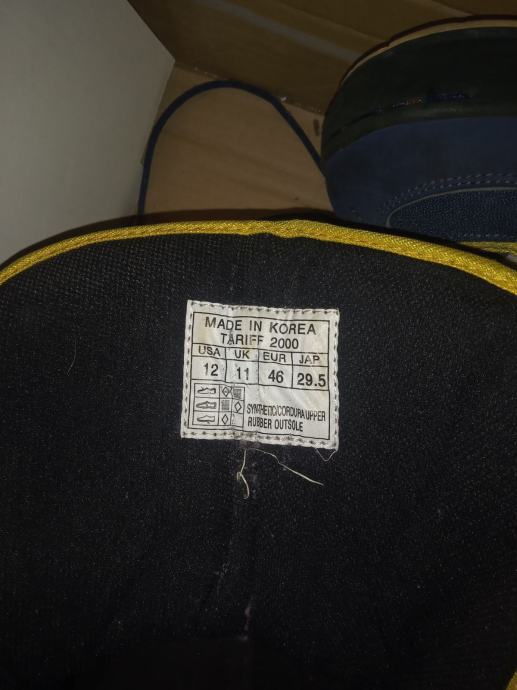 MADE IN KOREA
TARIFF 2000
USA UK EUR JAP
12 11 46 29.5
SYNTHETIC/CORDURA UPPER
RUBBER OUTSOLE